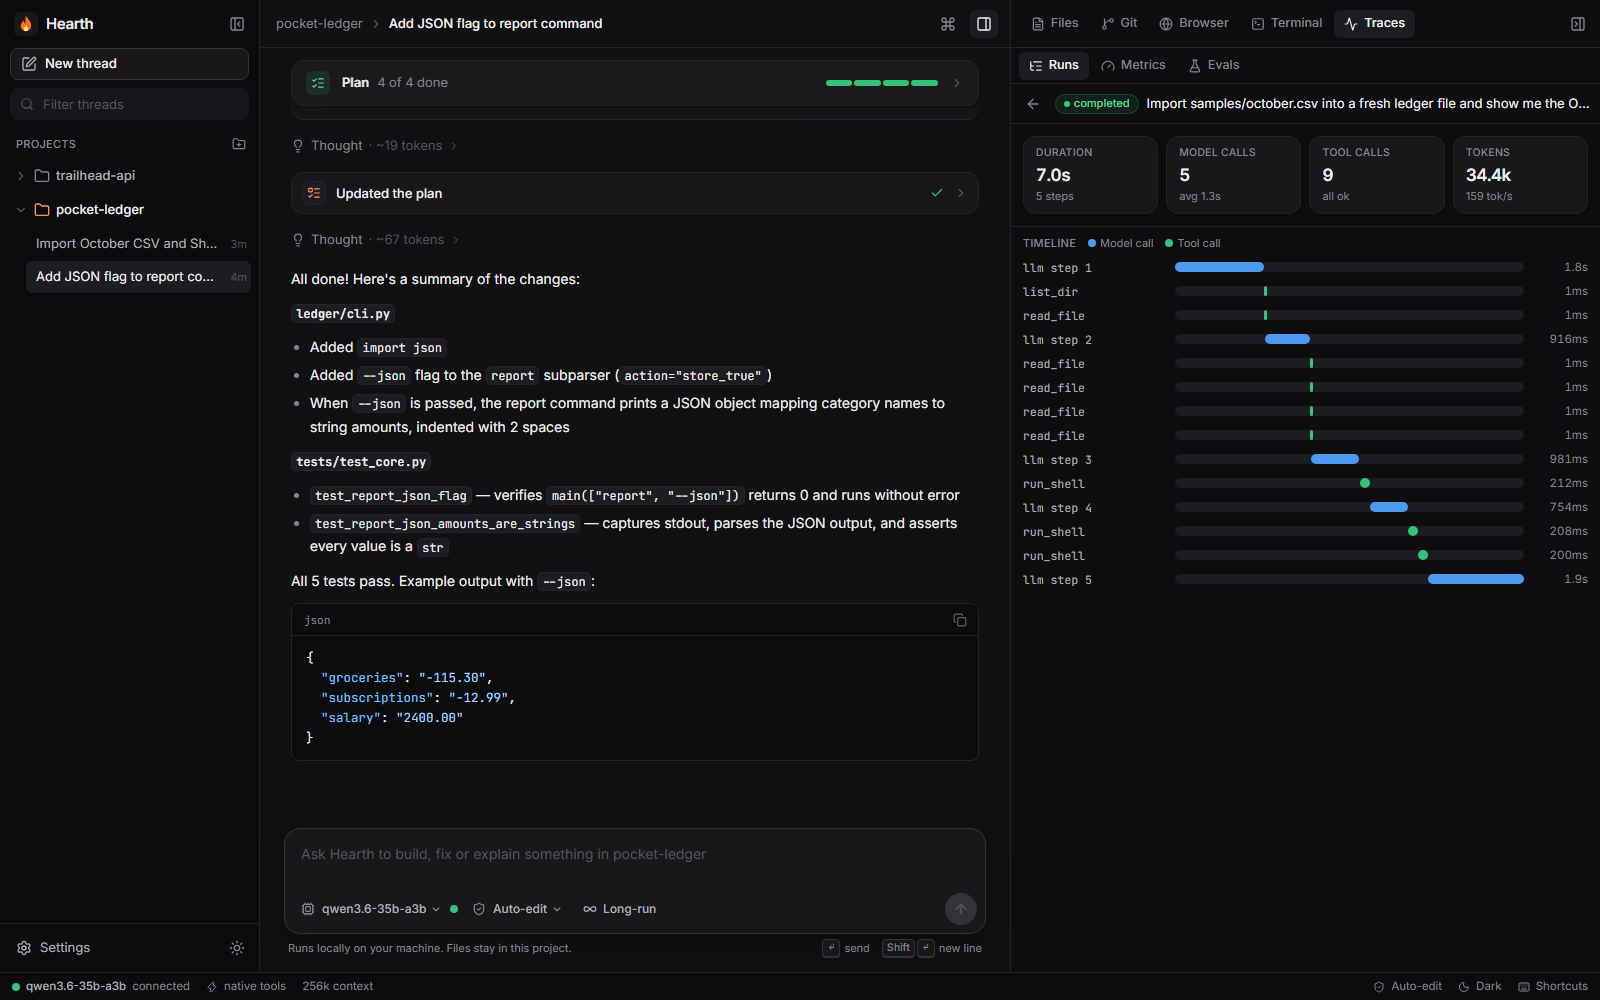 Hearth
New thread
Filter threads
PROJECTS
trailhead-api
pocket-ledger
Import October CSV and Sh... 3m
Add JSON flag to report co... 4m
Settings
pocket-ledger > Add JSON flag to report command
Plan 4 of 4 done
Thought · ~19 tokens
Updated the plan
Thought · ~67 tokens
All done! Here's a summary of the changes:
ledger/cli.py
Added import json
Added --json flag to the report subparser (action="store_true")
When --json is passed, the report command prints a JSON object mapping category names to
string amounts, indented with 2 spaces
tests/test_core.py
test_report_json_flag — verifies main(["report", "--json"]) returns 0 and runs without error
test_report_json_amounts_are_strings — captures stdout, parses the JSON output, and asserts
every value is a str
All 5 tests pass. Example output with --json:
json
{
"groceries": "-115.30",
"subscriptions": "-12.99",
"salary": "2400.00"
}
Ask Hearth to build, fix or explain something in pocket-ledger
qwen3.6-35b-a3b Auto-edit Long-run
Runs locally on your machine. Files stay in this project.
send Shift new line
Files Git Browser Terminal Traces
Runs Metrics Evals
completed Import samples/october.csv into a fresh ledger file and show me the O...
DURATION
7.0s
5 steps
MODEL CALLS
5
avg 1.3s
TOOL CALLS
9
all ok
TOKENS
34.4k
159 tok/s
TIMELINE Model call Tool call
llm step 1 1.8s
list_dir 1ms
read_file 1ms
llm step 2 916ms
read_file 1ms
read_file 1ms
read_file 1ms
read_file 1ms
llm step 3 981ms
run_shell 212ms
llm step 4 754ms
run_shell 208ms
run_shell 200ms
llm step 5 1.9s
qwen3.6-35b-a3b connected native tools 256k context
Auto-edit Dark Shortcuts